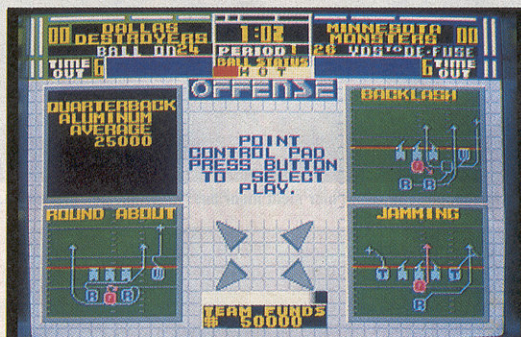 00 DALLAS DESTROYERS 1:02 MINNESOTA MONSTERS 00
BALL ON 24 PERIOD 1 26 YDS TO DE-FUSE
TIME OUT 6 BALL STATUS 6 TIME OUT
HOT
OFFENSE
QUARTERBACK
ALUMINUM
AVERAGE
25000
BACKLASH
POINT
CONTROL PAD
PRESS BUTTON
TO SELECT
PLAY.
ROUND ABOUT
JAMMING
TEAM FUNDS
$ 50000